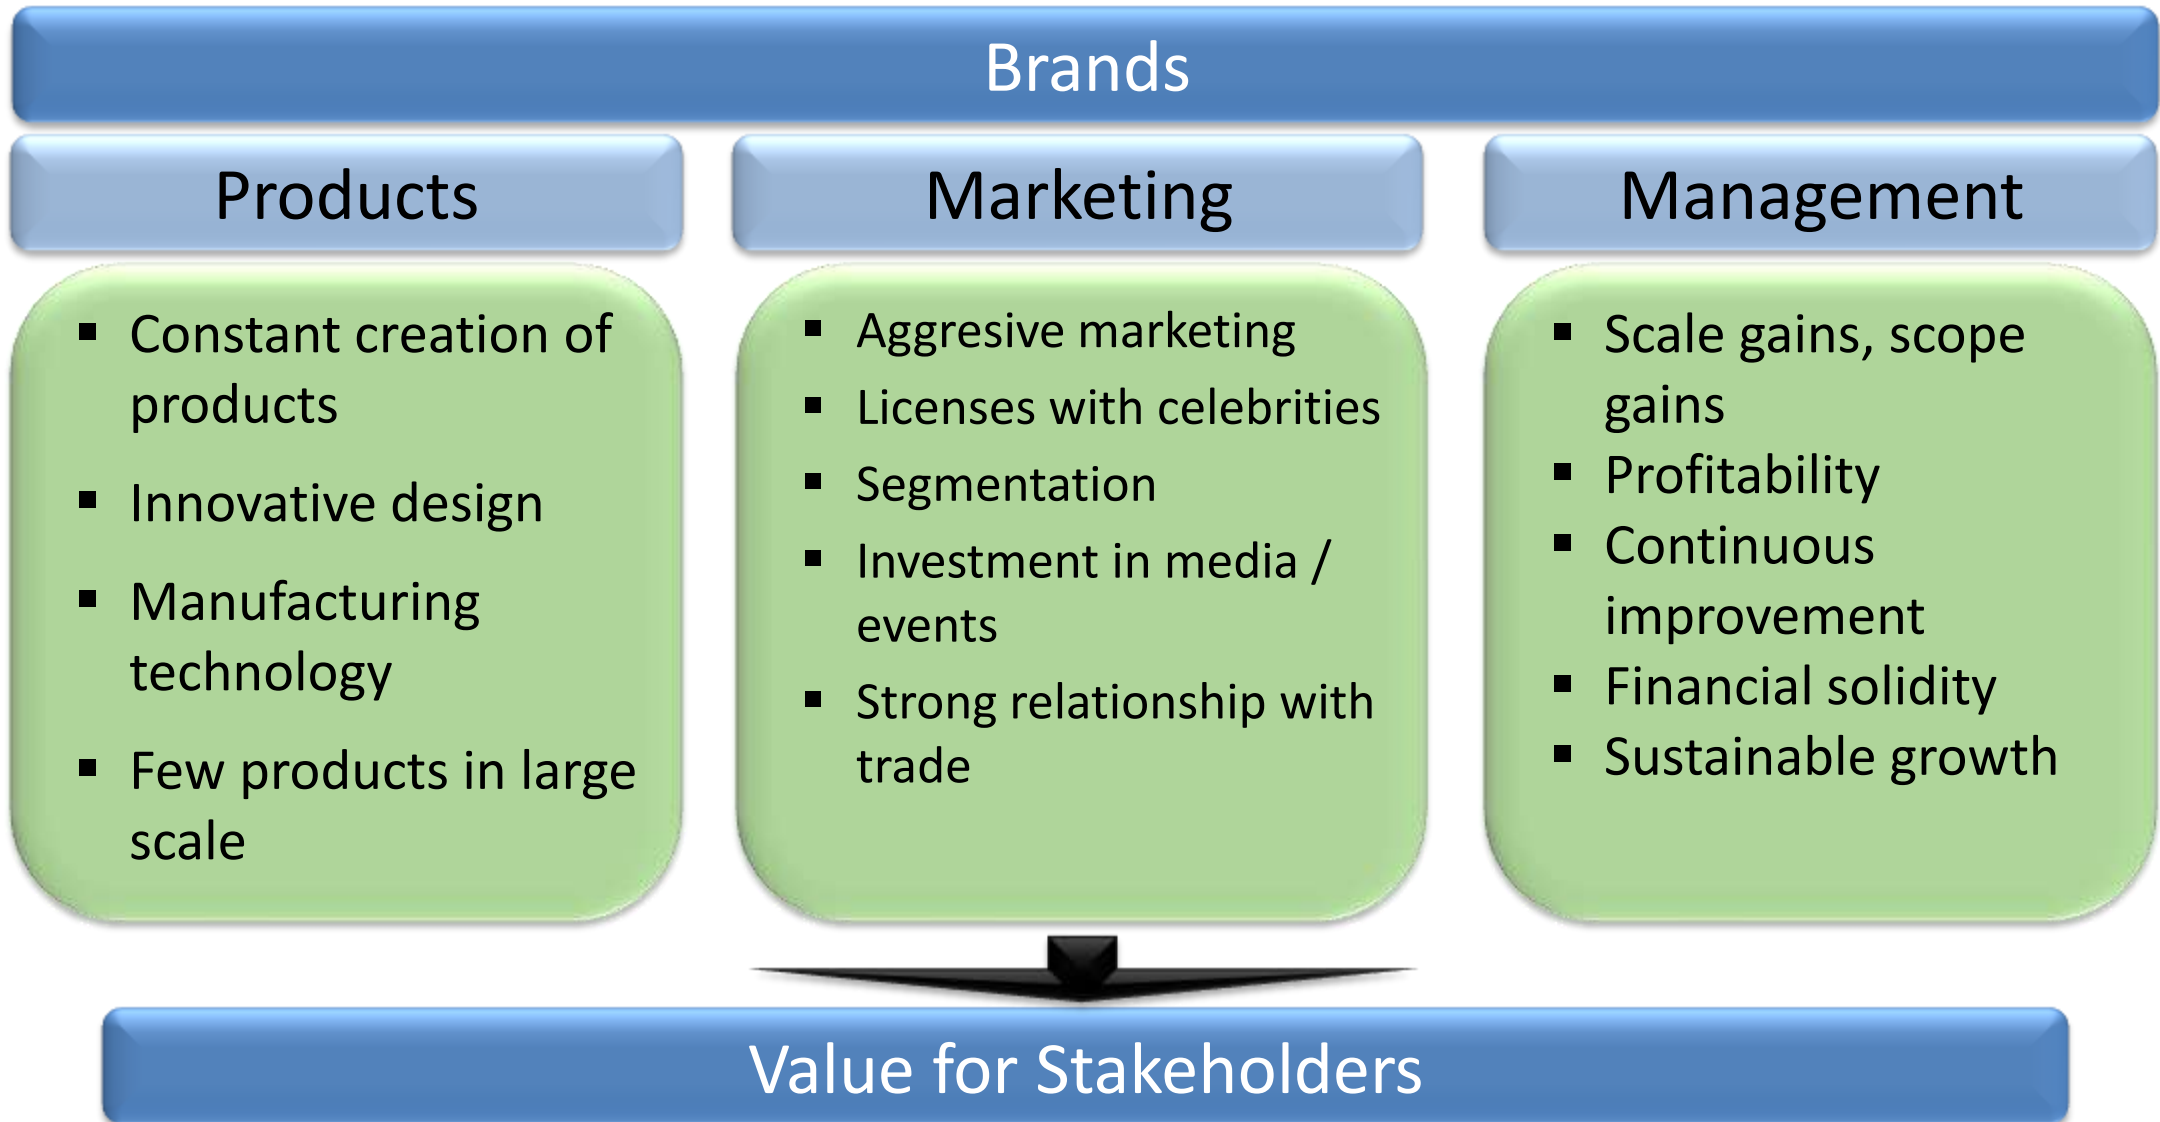 Brands
Products
Marketing
Management
▪ Constant creation of
products
▪ Innovative design
▪ Manufacturing
technology
▪ Few products in large
scale
▪ Aggresive marketing
▪ Licenses with celebrities
▪ Segmentation
▪ Investment in media /
events
▪ Strong relationship with
trade
▪ Scale gains, scope
gains
▪ Profitability
▪ Continuous
improvement
▪ Financial solidity
▪ Sustainable growth
Value for Stakeholders